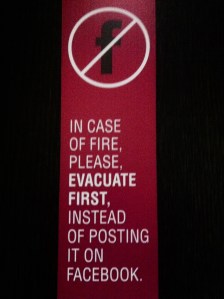 f
IN CASE
OF FIRE,
PLEASE,
EVACUATE
FIRST,
INSTEAD
OF POSTING
IT ON
FACEBOOK.